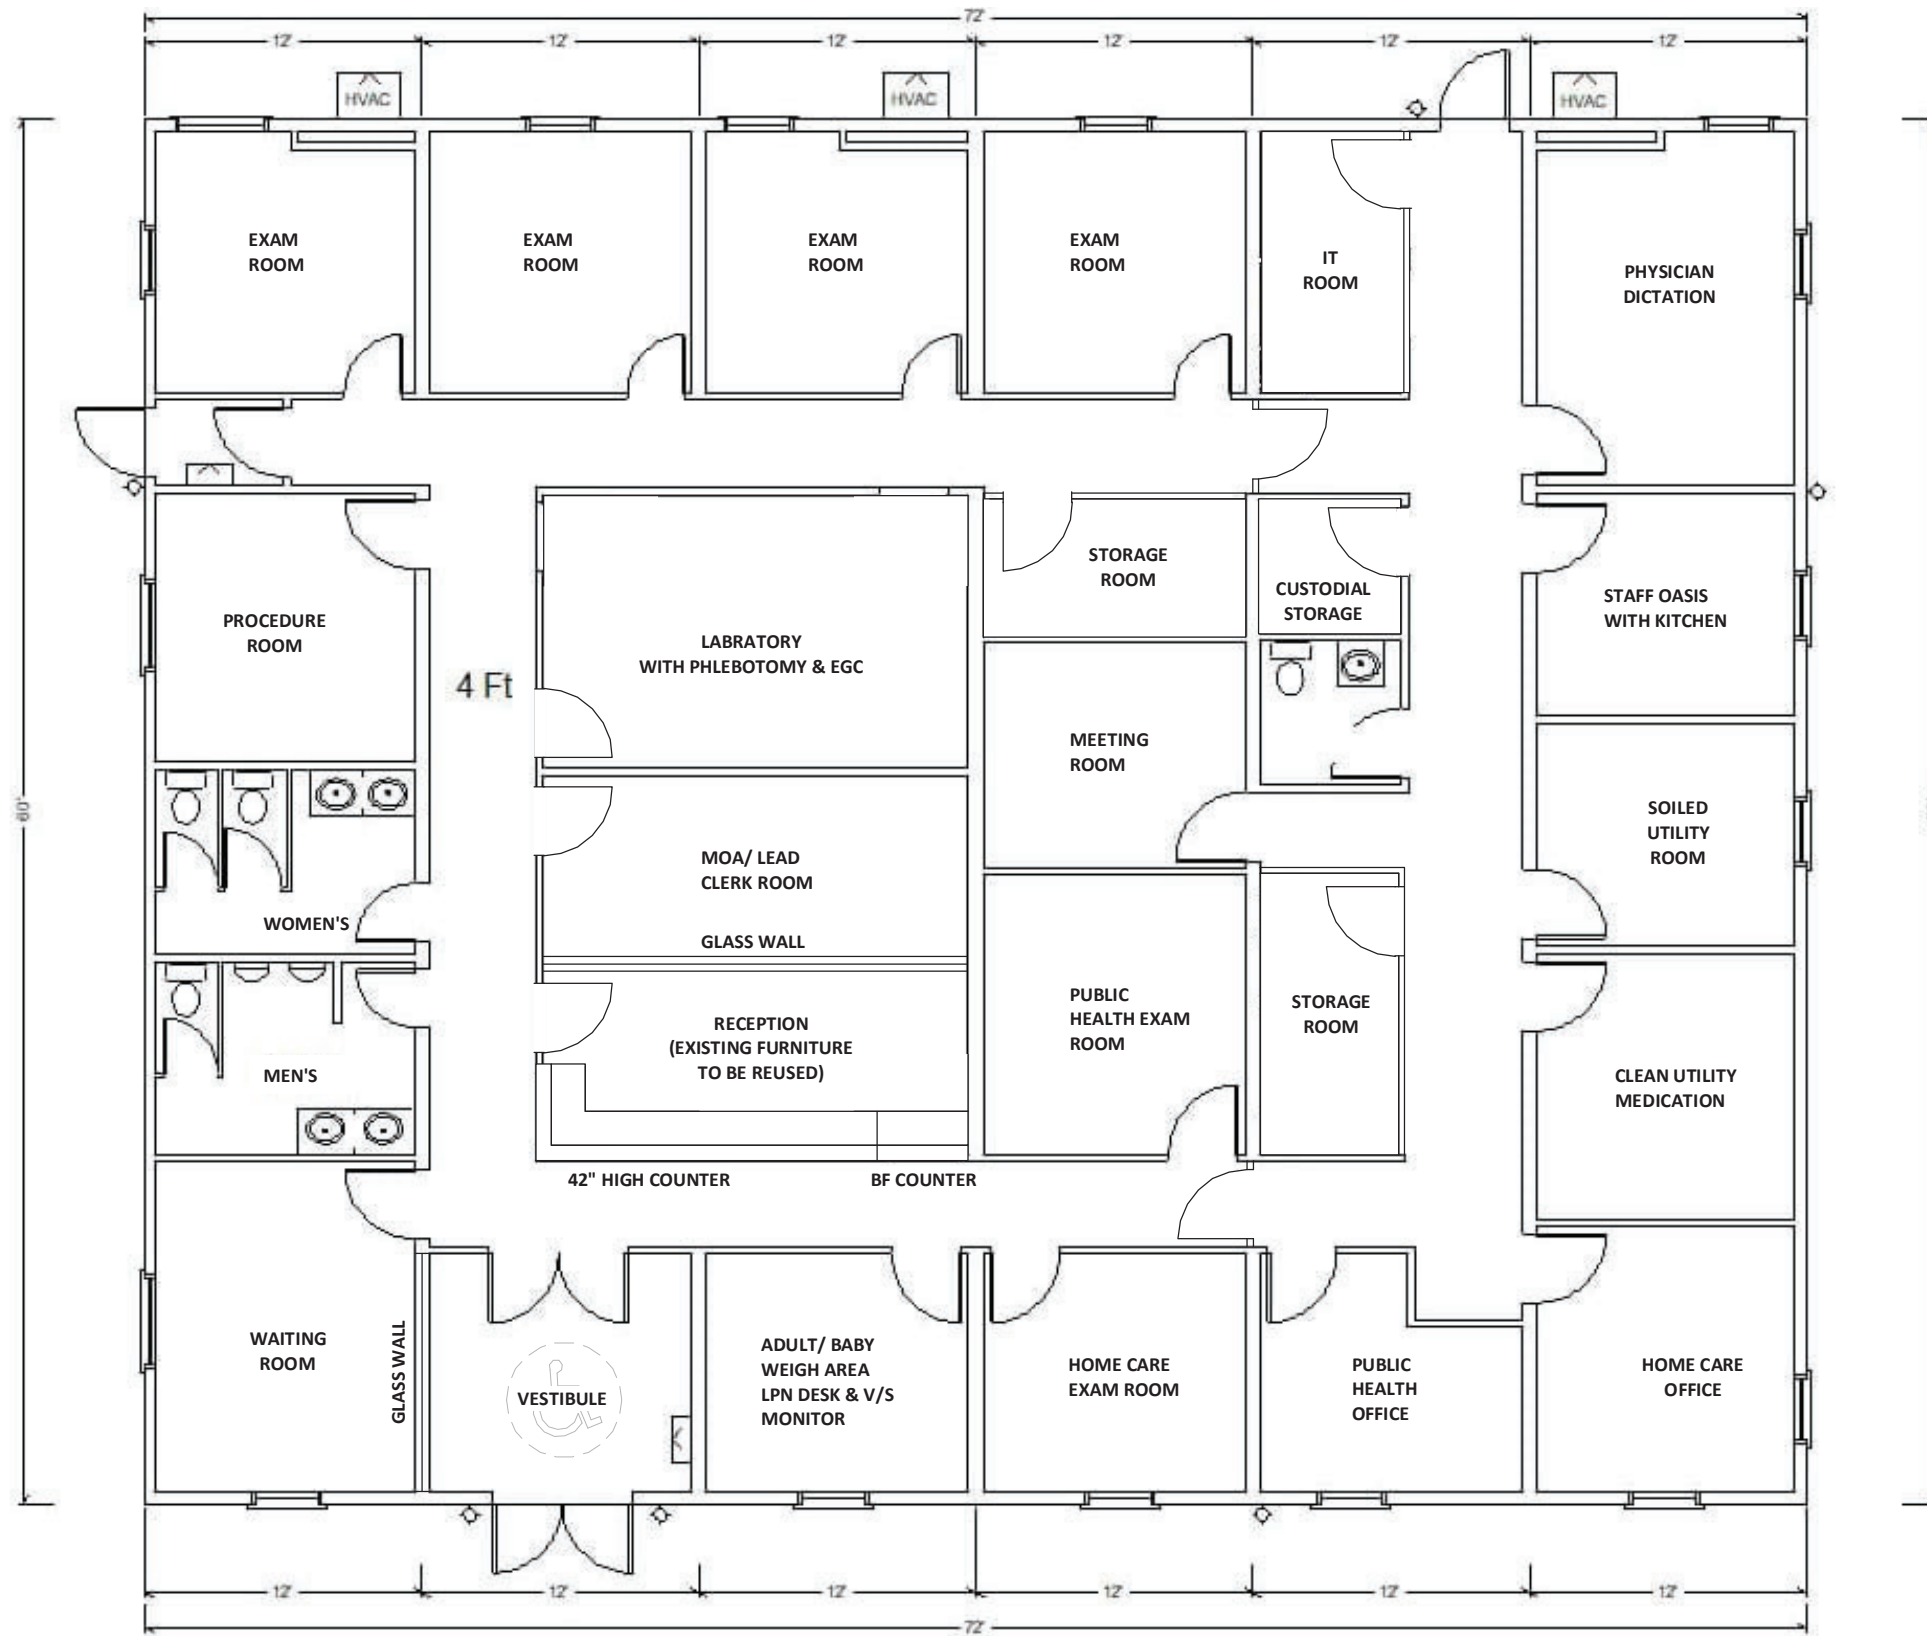 72'
12' 12' 12' 12' 12' 12'
HVAC HVAC HVAC
EXAM
ROOM
EXAM
ROOM
EXAM
ROOM
EXAM
ROOM
IT
ROOM
PHYSICIAN
DICTATION
PROCEDURE
ROOM
4 Ft
LABRATORY
WITH PHLEBOTOMY & EGC
STORAGE
ROOM
CUSTODIAL
STORAGE
STAFF OASIS
WITH KITCHEN
MEETING
ROOM
60'
SOILED
UTILITY
ROOM
MOA/ LEAD
CLERK ROOM
WOMEN'S
GLASS WALL
PUBLIC
HEALTH EXAM
ROOM
STORAGE
ROOM
RECEPTION
(EXISTING FURNITURE
TO BE REUSED)
MEN'S
CLEAN UTILITY
MEDICATION
42" HIGH COUNTER
BF COUNTER
WAITING
ROOM
GLASS WALL
VESTIBULE
ADULT/ BABY
WEIGH AREA
LPN DESK & V/S
MONITOR
HOME CARE
EXAM ROOM
PUBLIC
HEALTH
OFFICE
HOME CARE
OFFICE
12' 12' 12' 12' 12' 12'
72'